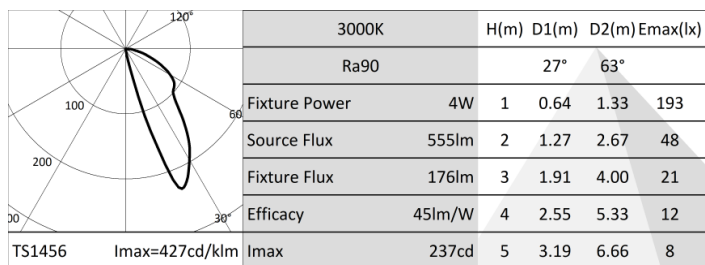 120°
100
60
200
00
30°
TS1456 Imax=427cd/klm
3000K H(m) D1(m) D2(m) Emax(lx)
Ra90 27° 63°
Fixture Power 4W 1 0.64 1.33 193
Source Flux 555lm 2 1.27 2.67 48
Fixture Flux 176lm 3 1.91 4.00 21
Efficacy 45lm/W 4 2.55 5.33 12
Imax 237cd 5 3.19 6.66 8